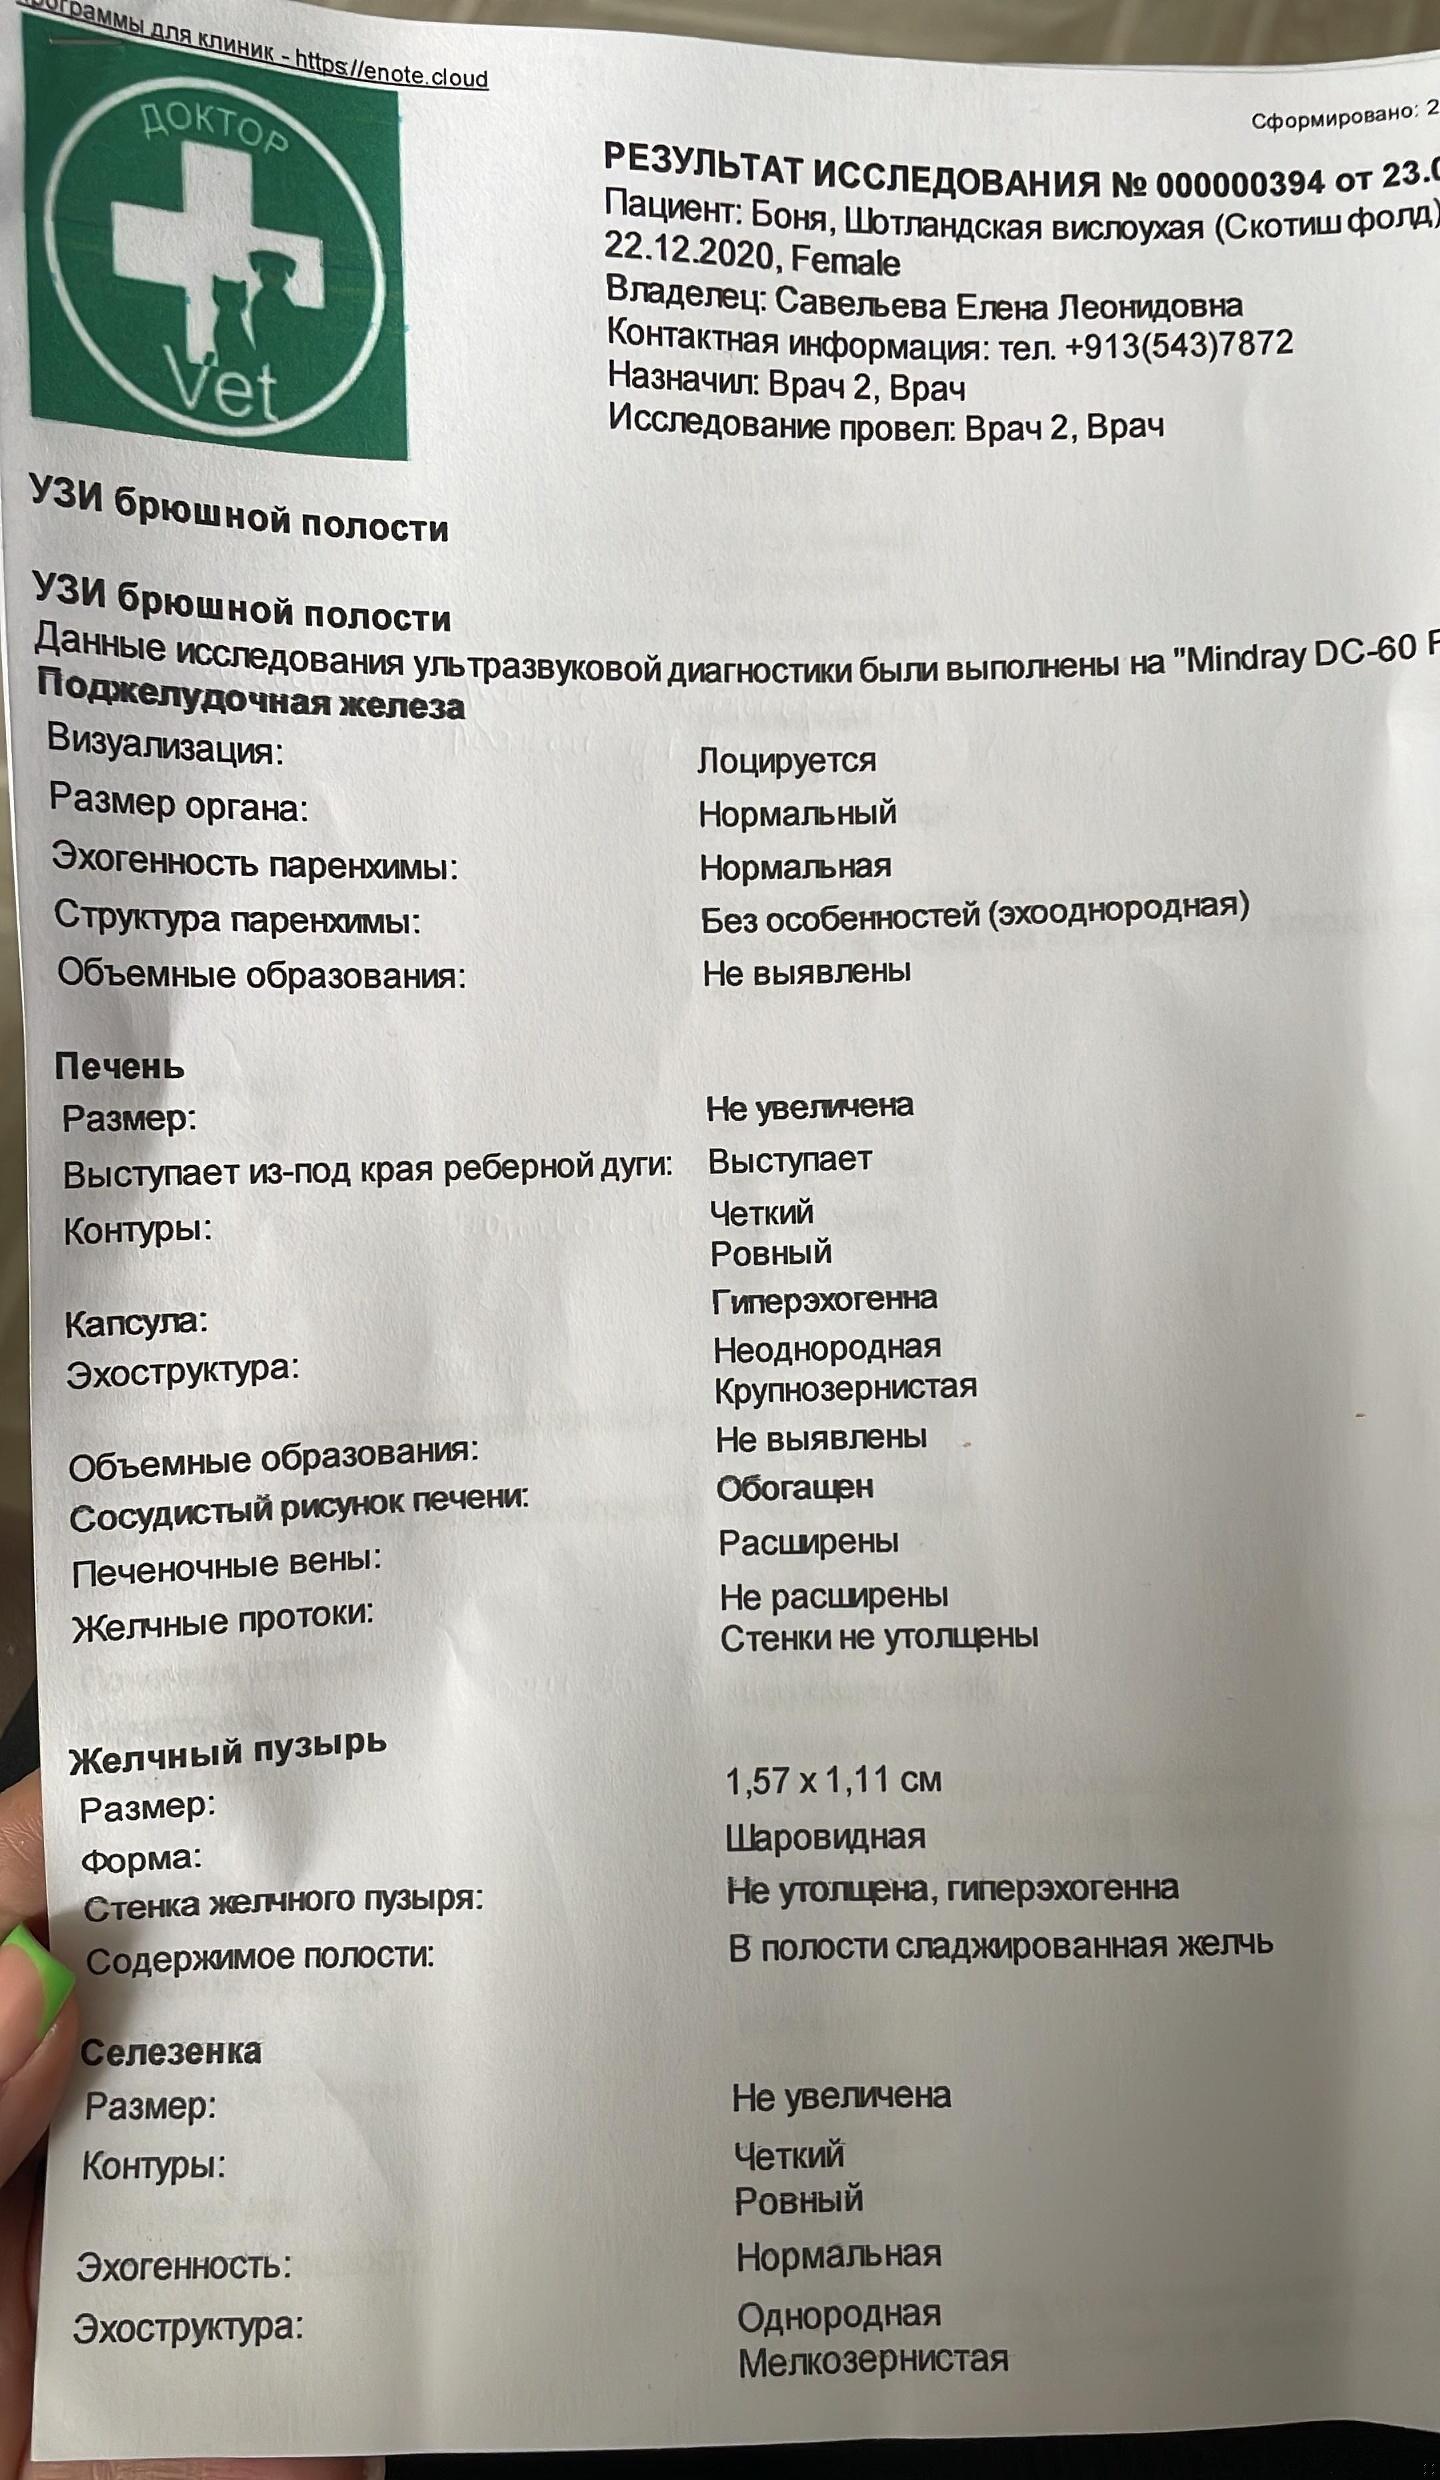 программы для клиник - https://enote.cloud
ДОКТОР
Vet
Сформировано: 2
РЕЗУЛЬТАТ ИССЛЕДОВАНИЯ № 000000394 от 23.0
Пациент: Боня, Шотландская вислоухая (Скотиш фолд)
22.12.2020, Female
Владелец: Савельева Елена Леонидовна
Контактная информация: тел. +913(543)7872
Назначил: Врач 2, Врач
Исследование провел: Врач 2, Врач
УЗИ брюшной полости
УЗИ брюшной полости
Данные исследования ультразвуковой диагностики были выполнены на "Mindray DC-60
Поджелудочная железа
Визуализация: Лоцируется
Размер органа: Нормальный
Эхогенность паренхимы: Нормальная
Структура паренхимы: Без особенностей (эхооднородная)
Объемные образования: Не выявлены
Печень
Размер: Не увеличена
Выступает из-под края реберной дуги: Выступает
Контуры: Четкий
Ровный
Капсула: Гиперэхогенна
Эхоструктура: Неоднородная
Крупнозернистая
Объемные образования: Не выявлены
Сосудистый рисунок печени: Обогащен
Печеночные вены: Расширены
Желчные протоки: Не расширены
Стенки не утолщены
Желчный пузырь
Размер: 1,57 x 1,11 см
Форма: Шаровидная
Стенка желчного пузыря: Не утолщена, гиперэхогенна
Содержимое полости: В полости сладжированная желчь
Селезенка
Размер: Не увеличена
Контуры: Четкий
Ровный
Эхогенность: Нормальная
Эхоструктура: Однородная
Мелкозернистая